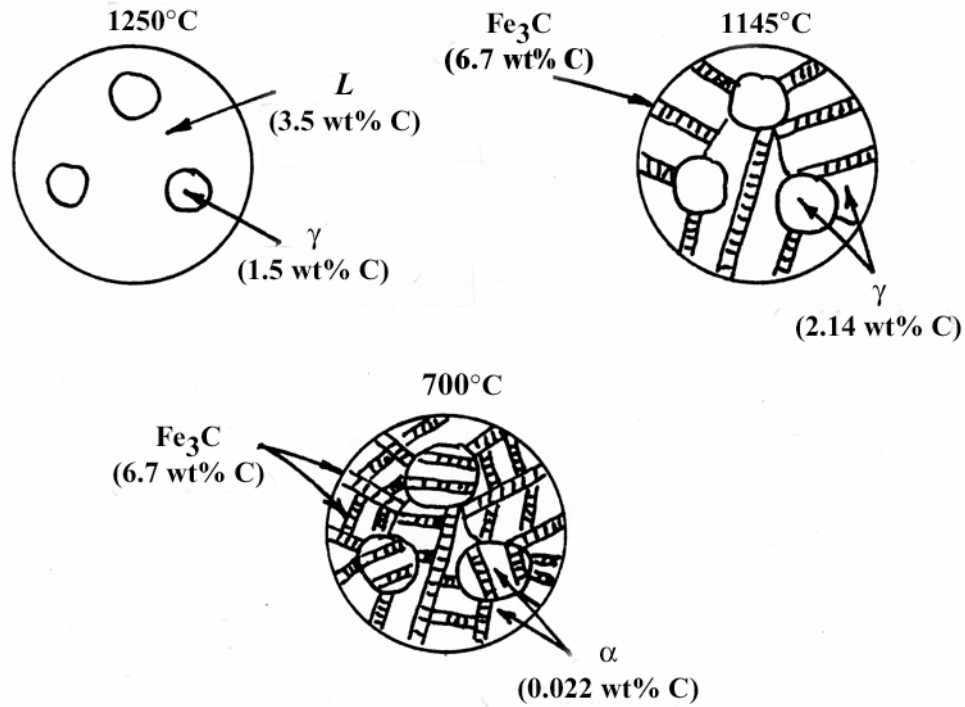 1250°C
L
(3.5 wt% C)
γ
(1.5 wt% C)
Fe₃C
(6.7 wt% C)
1145°C
γ
(2.14 wt% C)
700°C
Fe₃C
(6.7 wt% C)
α
(0.022 wt% C)